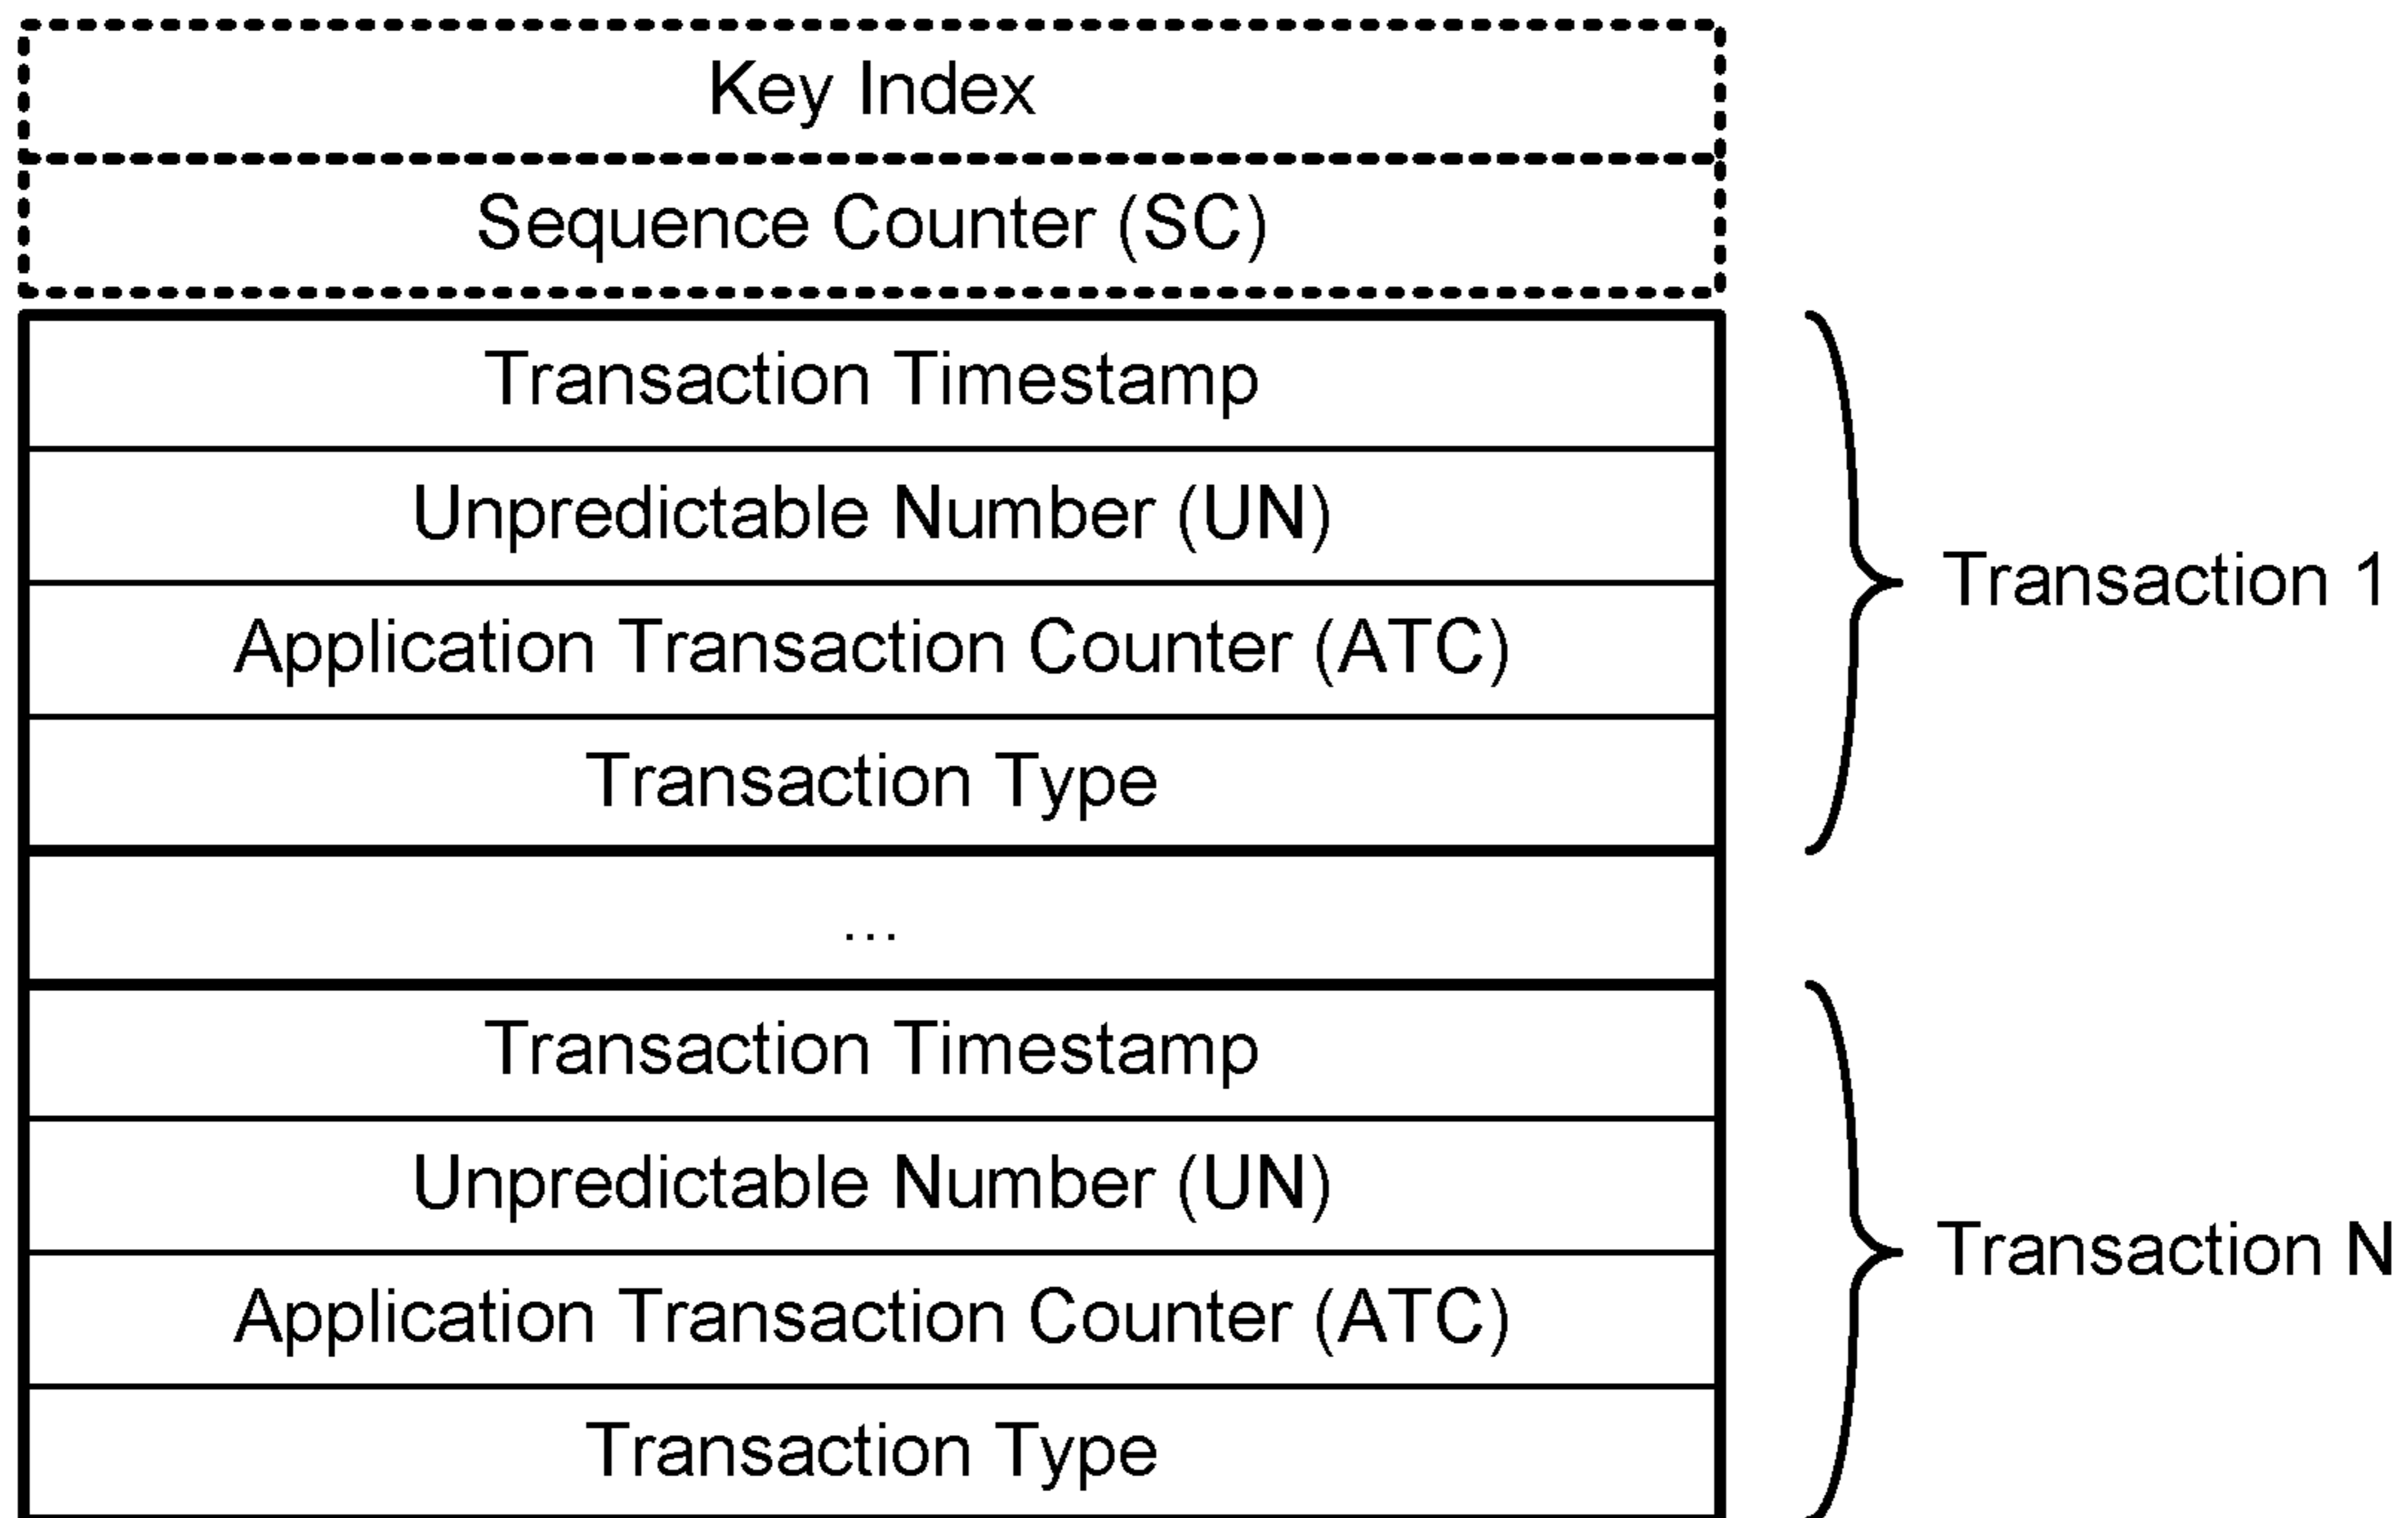 Key Index
Sequence Counter (SC)
Transaction Timestamp
Unpredictable Number (UN)
Application Transaction Counter (ATC)
Transaction Type
Transaction 1
...
Transaction Timestamp
Unpredictable Number (UN)
Application Transaction Counter (ATC)
Transaction Type
Transaction N